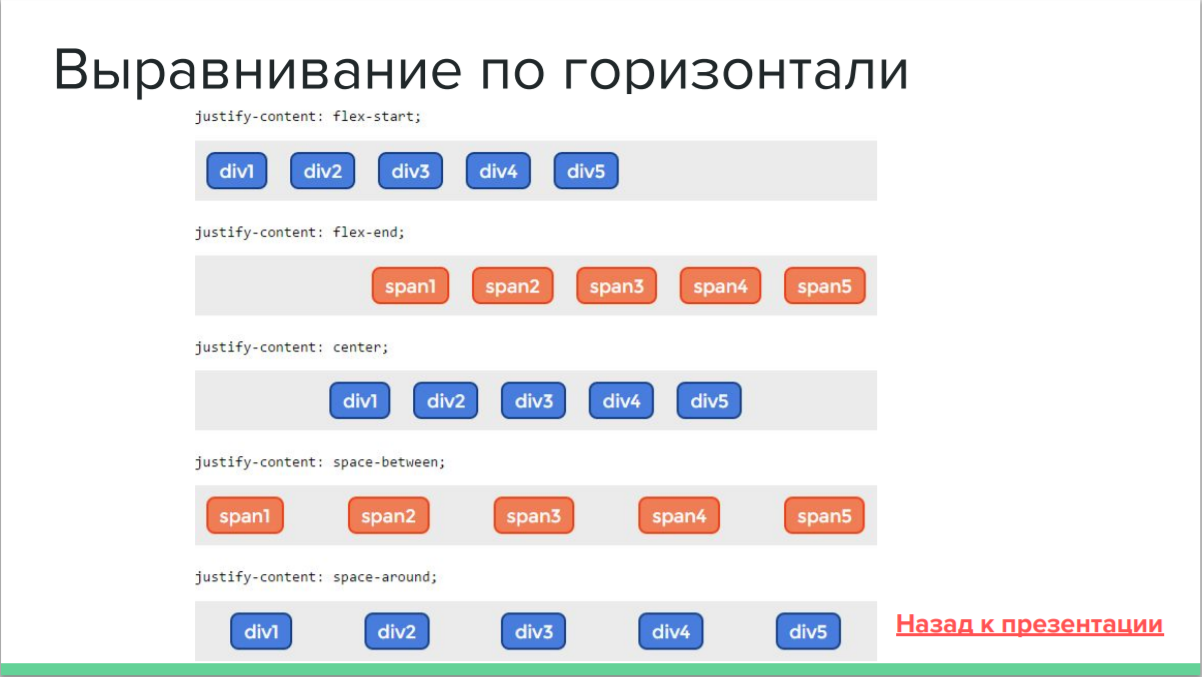 Выравнивание по горизонтали
justify-content: flex-start;
div1 div2 div3 div4 div5
justify-content: flex-end;
span1 span2 span3 span4 span5
justify-content: center;
div1 div2 div3 div4 div5
justify-content: space-between;
span1 span2 span3 span4 span5
justify-content: space-around;
div1 div2 div3 div4 div5
Назад к презентации